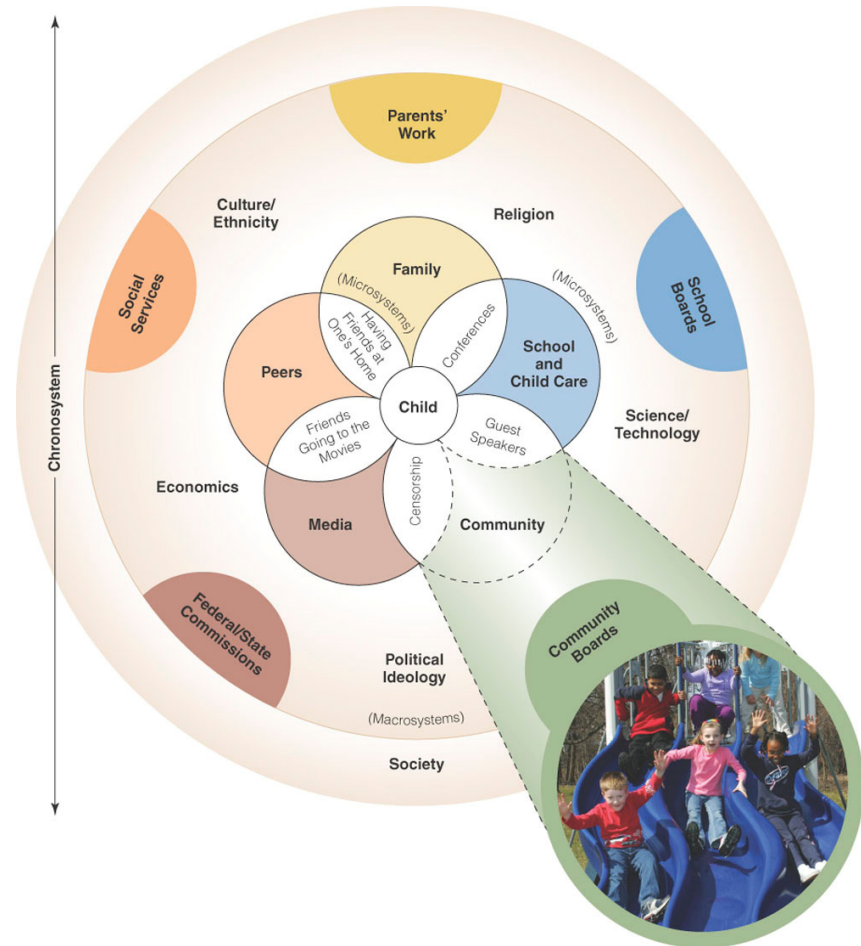 Parents'
Work
Culture/
Ethnicity
Religion
Family
(Microsystems)
(Microsystems)
Social
Services
School
Boards
Having
Friends at
One's Home
Conferences
Peers
School
and
Child Care
Child
Chronosystem
Friends
Going to the
Movies
Guest
Speakers
Science/
Technology
Economics
Censorship
Media
Community
Federal/State
Commissions
Community
Boards
Political
Ideology
(Macrosystems)
Society